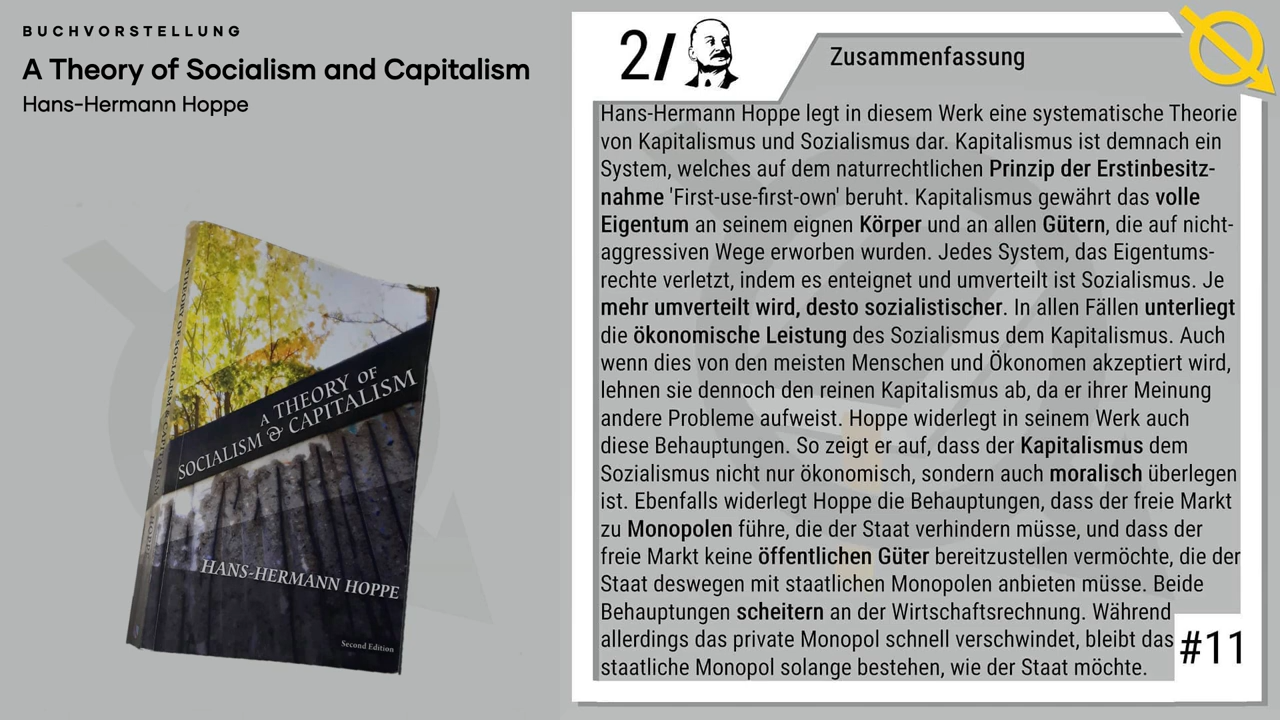 BUCHVORSTELLUNG
A Theory of Socialism and Capitalism
Hans-Hermann Hoppe
A THEORY OF SOCIALISM & CAPITALISM
HOPPE
A THEORY OF
SOCIALISM & CAPITALISM
HANS-HERMANN HOPPE
Second Edition
2/
Zusammenfassung
Hans-Hermann Hoppe legt in diesem Werk eine systematische Theorie
von Kapitalismus und Sozialismus dar. Kapitalismus ist demnach ein
System, welches auf dem naturrechtlichen Prinzip der Erstinbesitz-
nahme 'First-use-first-own' beruht. Kapitalismus gewährt das volle
Eigentum an seinem eignen Körper und an allen Gütern, die auf nicht-
aggressiven Wege erworben wurden. Jedes System, das Eigentums-
rechte verletzt, indem es enteignet und umverteilt ist Sozialismus. Je
mehr umverteilt wird, desto sozialistischer. In allen Fällen unterliegt
die ökonomische Leistung des Sozialismus dem Kapitalismus. Auch
wenn dies von den meisten Menschen und Ökonomen akzeptiert wird,
lehnen sie dennoch den reinen Kapitalismus ab, da er ihrer Meinung
andere Probleme aufweist. Hoppe widerlegt in seinem Werk auch
diese Behauptungen. So zeigt er auf, dass der Kapitalismus dem
Sozialismus nicht nur ökonomisch, sondern auch moralisch überlegen
ist. Ebenfalls widerlegt Hoppe die Behauptungen, dass der freie Markt
zu Monopolen führe, die der Staat verhindern müsse, und dass der
freie Markt keine öffentlichen Güter bereitzustellen vermöchte, die der
Staat deswegen mit staatlichen Monopolen anbieten müsse. Beide
Behauptungen scheitern an der Wirtschaftsrechnung. Während
allerdings das private Monopol schnell verschwindet, bleibt das
staatliche Monopol solange bestehen, wie der Staat möchte.
#11